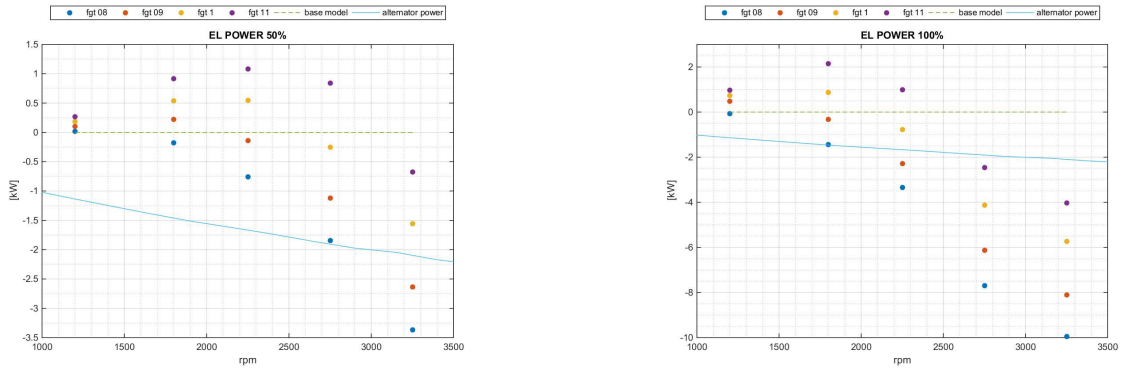 fgt 08 fgt 09 fgt 1 fgt 11 base model alternator power
EL POWER 50%
1.5
1
0.5
0
-0.5
-1
-1.5
-2
-2.5
-3
-3.5
[kW]
1000 1500 2000 2500 3000 3500
rpm
fgt 08 fgt 09 fgt 1 fgt 11 base model alternator power
EL POWER 100%
2
0
-2
-4
-6
-8
-10
[kW]
1000 1500 2000 2500 3000 3500
rpm